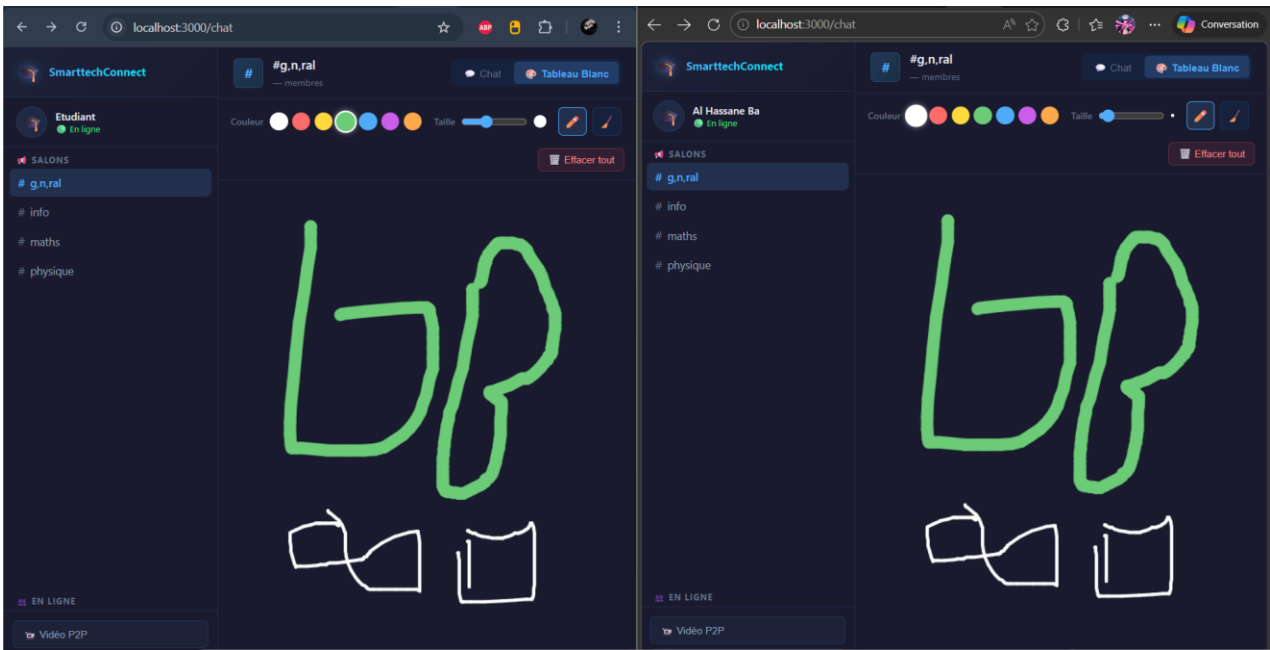 localhost:3000/chat
ABP
SmarttechConnect
#
#g,n,ral
— membres
Chat
Tableau Blanc
Etudiant
En ligne
Couleur
Taille
Effacer tout
SALONS
# g,n,ral
# info
# maths
# physique
EN LIGNE
Vidéo P2P
localhost:3000/chat
Conversation
SmarttechConnect
#
#g,n,ral
— membres
Chat
Tableau Blanc
Al Hassane Ba
En ligne
Couleur
Taille
Effacer tout
SALONS
# g,n,ral
# info
# maths
# physique
EN LIGNE
Vidéo P2P